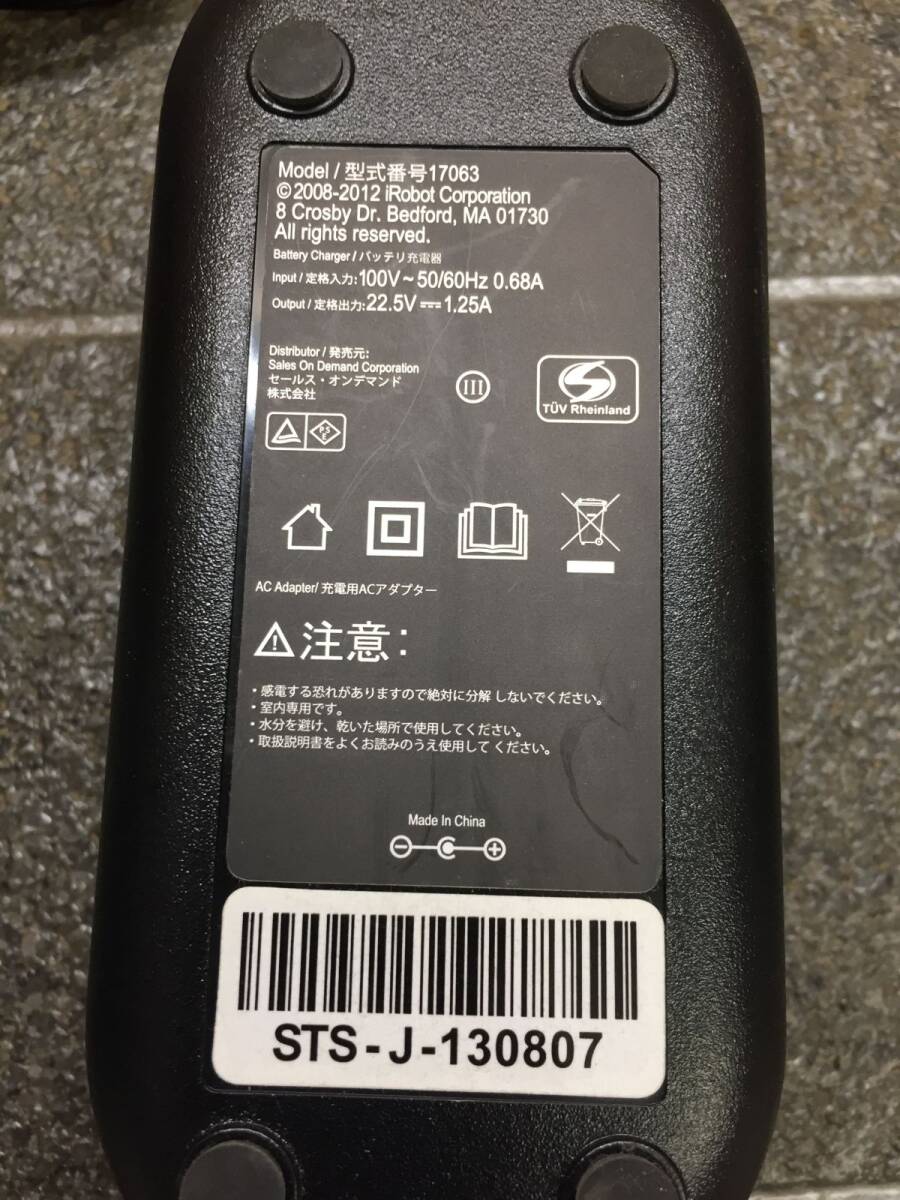 Model / 型式番号17063
©2008-2012 iRobot Corporation
8 Crosby Dr. Bedford, MA 01730
All rights reserved.
Battery Charger / バッテリ充電器
Input / 定格入力: 100V～50/60Hz 0.68A
Output / 定格出力: 22.5V⎓1.25A
Distributor / 発売元:
Sales On Demand Corporation
セールス・オンデマンド
株式会社
III
TÜV Rheinland
PSE
AC Adapter/ 充電用ACアダプター
注意：
・感電する恐れがありますので絶対に分解 しないでください。
・室内専用です。
・水分を避け、乾いた場所で使用してください。
・取扱説明書をよくお読みのうえ使用して ください。
Made In China
STS-J-130807